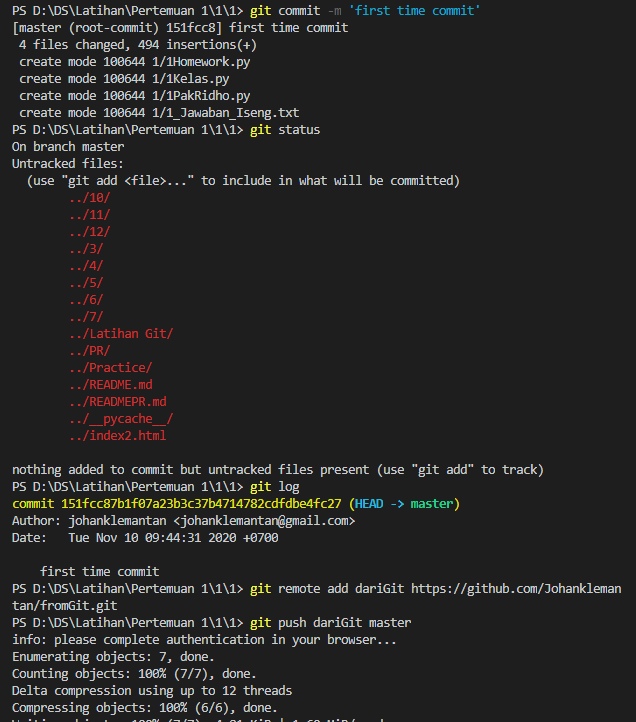 PS D:\DS\Latihan\Pertemuan 1\1\1> git commit -m 'first time commit'
[master (root-commit) 151fcc8] first time commit
 4 files changed, 494 insertions(+)
 create mode 100644 1/1Homework.py
 create mode 100644 1/1Kelas.py
 create mode 100644 1/1PakRidho.py
 create mode 100644 1/1_Jawaban_Iseng.txt
PS D:\DS\Latihan\Pertemuan 1\1\1> git status
On branch master
Untracked files:
  (use "git add <file>..." to include in what will be committed)
        ../10/
        ../11/
        ../12/
        ../3/
        ../4/
        ../5/
        ../6/
        ../7/
        ../Latihan Git/
        ../PR/
        ../Practice/
        ../README.md
        ../READMEPR.md
        ../__pycache__/
        ../index2.html

nothing added to commit but untracked files present (use "git add" to track)
PS D:\DS\Latihan\Pertemuan 1\1\1> git log
commit 151fcc87b1f07a23b3c37b4714782cdfdbe4fc27 (HEAD -> master)
Author: johanklemantan <johanklemantan@gmail.com>
Date:   Tue Nov 10 09:44:31 2020 +0700

    first time commit
PS D:\DS\Latihan\Pertemuan 1\1\1> git remote add dariGit https://github.com/Johankleman
tan/fromGit.git
PS D:\DS\Latihan\Pertemuan 1\1\1> git push dariGit master
info: please complete authentication in your browser...
Enumerating objects: 7, done.
Counting objects: 100% (7/7), done.
Delta compression using up to 12 threads
Compressing objects: 100% (6/6), done.